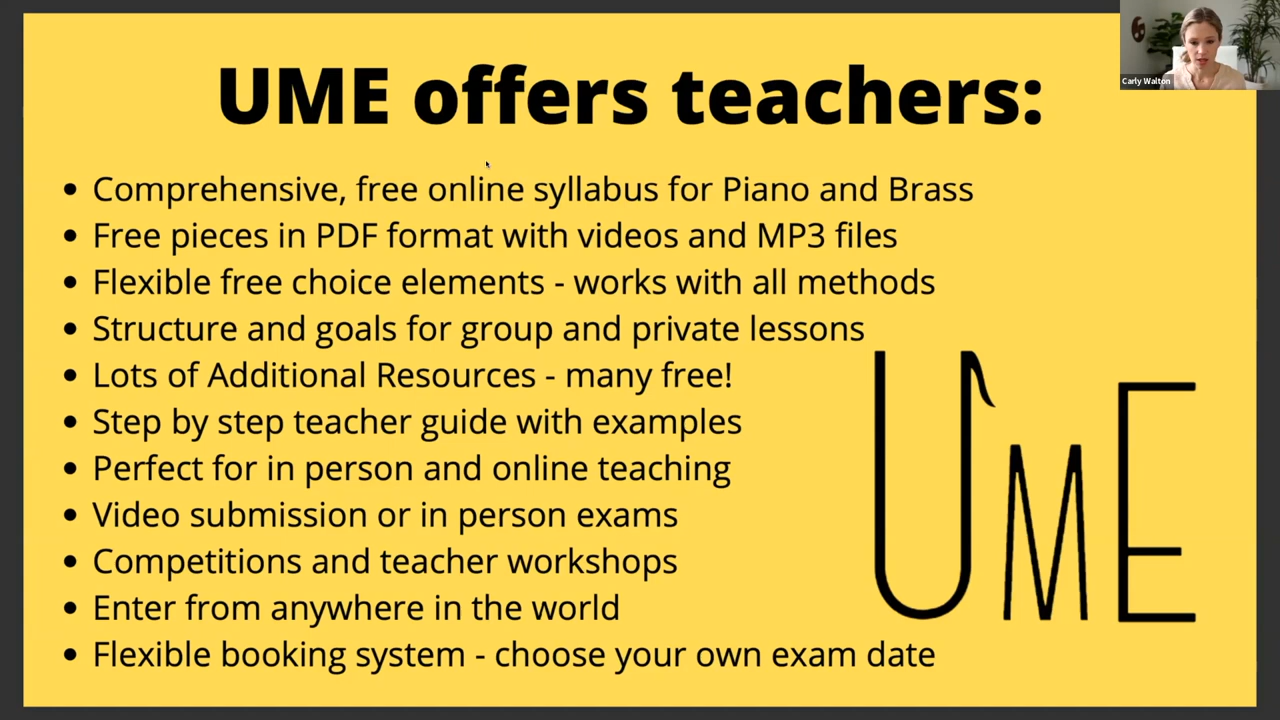 UME offers teachers:
Carly Walton
• Comprehensive, free online syllabus for Piano and Brass
• Free pieces in PDF format with videos and MP3 files
• Flexible free choice elements - works with all methods
• Structure and goals for group and private lessons
• Lots of Additional Resources - many free!
• Step by step teacher guide with examples
• Perfect for in person and online teaching
• Video submission or in person exams
• Competitions and teacher workshops
• Enter from anywhere in the world
• Flexible booking system - choose your own exam date
UME